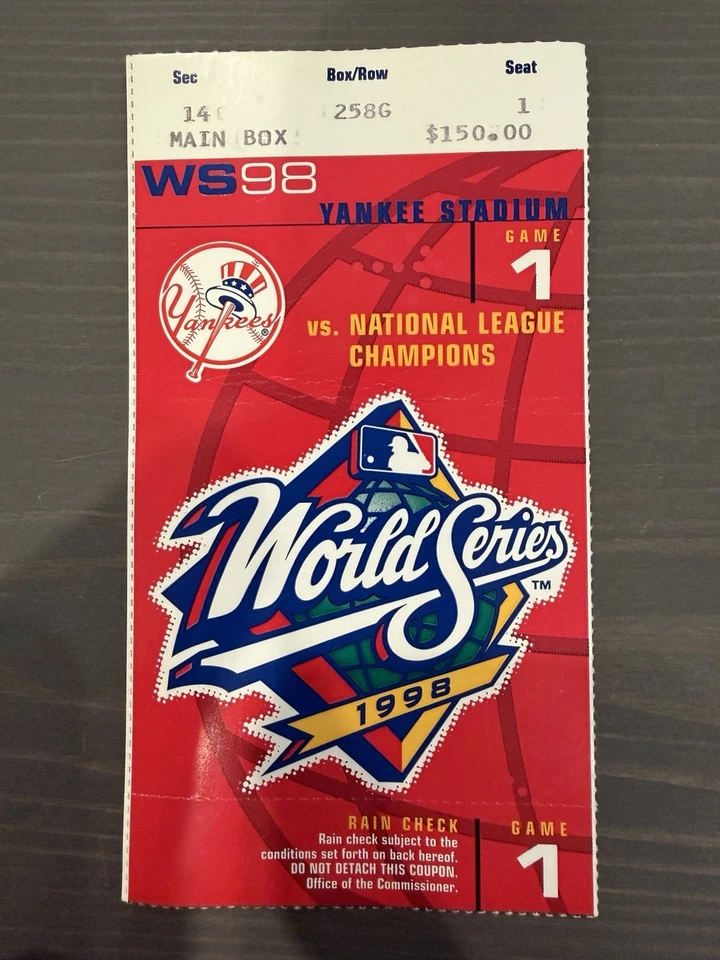 Sec Box/Row Seat
14 258G 1
MAIN BOX $150.00
WS98
YANKEE STADIUM
GAME
1
Yankees®
vs. NATIONAL LEAGUE
CHAMPIONS
World Series
TM
1998
RAIN CHECK
Rain check subject to the
conditions set forth on back hereof.
DO NOT DETACH THIS COUPON.
Office of the Commissioner.
GAME
1